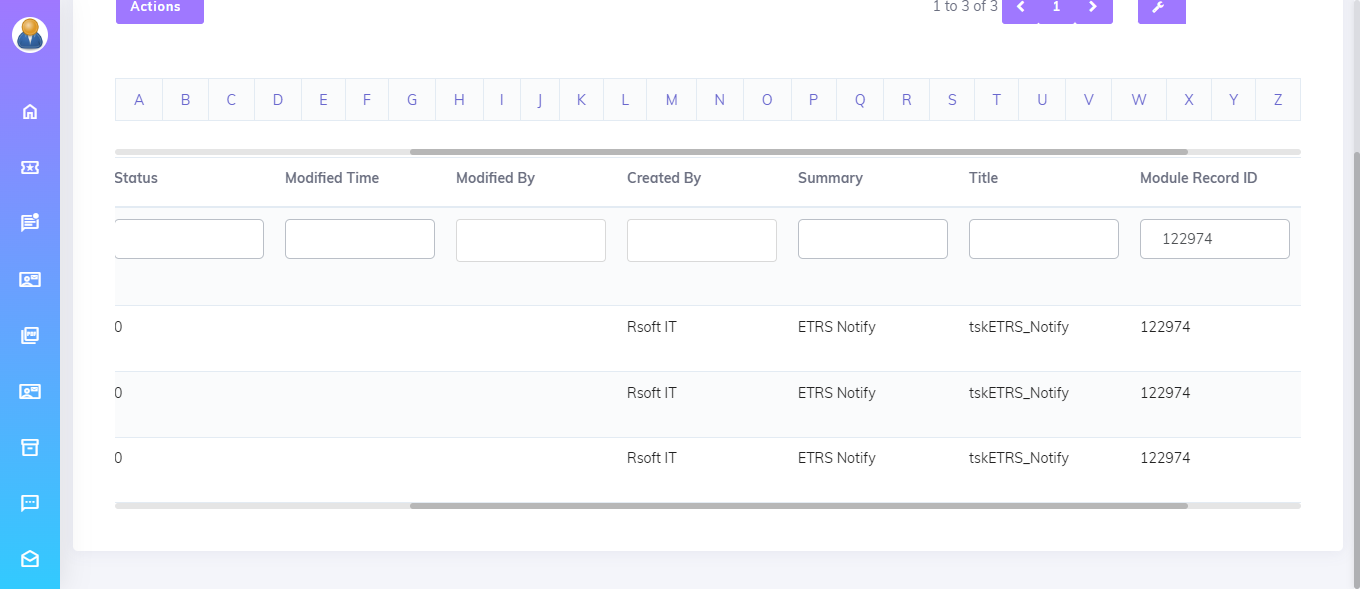 Actions
1 to 3 of 3 1
A B C D E F G H I J K L M N O P Q R S T U V W X Y Z
Status Modified Time Modified By Created By Summary Title Module Record ID
122974
0 Rsoft IT ETRS Notify tskETRS_Notify 122974
0 Rsoft IT ETRS Notify tskETRS_Notify 122974
0 Rsoft IT ETRS Notify tskETRS_Notify 122974